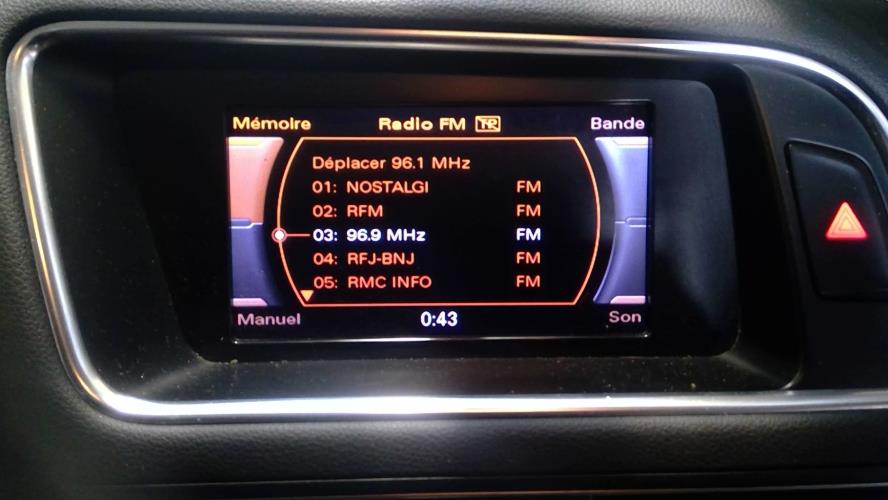 Mémoire Radio FM TP Bande
Déplacer 96.1 MHz
01: NOSTALGI FM
02: RFM FM
03: 96.9 MHz FM
04: RFJ-BNJ FM
05: RMC INFO FM
Manuel 0:43 Son